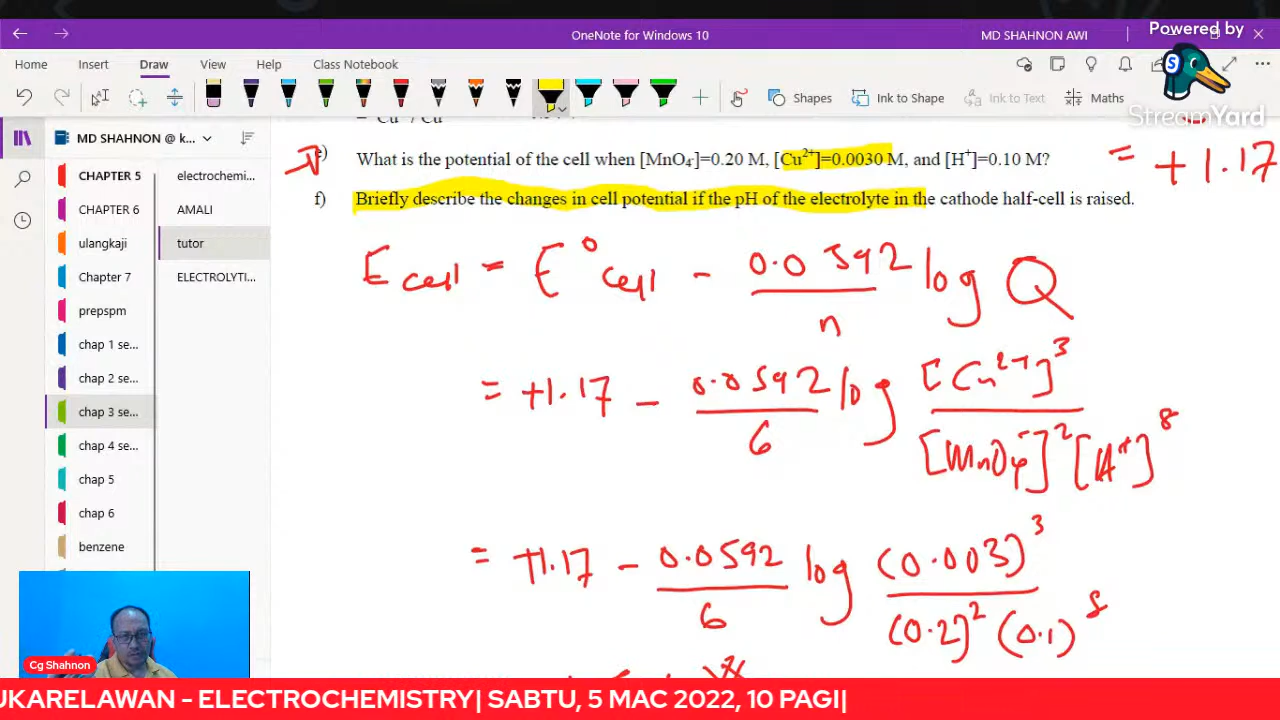 OneNote for Windows 10
MD SHAHNON AWI
Powered by
StreamYard
Home Insert Draw View Help Class Notebook
Shapes Ink to Shape Ink to Text Maths
MD SHAHNON @ k...
CHAPTER 5
CHAPTER 6
ulangkaji
Chapter 7
prepspm
chap 1 se...
chap 2 se...
chap 3 se...
chap 4 se...
chap 5
chap 6
benzene
electrochemi...
AMALI
tutor
ELECTROLYTI...
e) What is the potential of the cell when [MnO₄⁻]=0.20 M, [Cu²⁺]=0.0030 M, and [H⁺]=0.10 M?
= +1.17
f) Briefly describe the changes in cell potential if the pH of the electrolyte in the cathode half-cell is raised.
E cell = E⁰ cell - 0.0592/n log Q
= +1.17 - 0.0592/6 log [Cu²⁺]³/[MnO₄⁻]² [H⁺]⁸
= +1.17 - 0.0592/6 log (0.003)³/(0.2)² (0.1)⁸
Cg Shahnon
UKARELAWAN - ELECTROCHEMISTRY| SABTU, 5 MAC 2022, 10 PAGI|